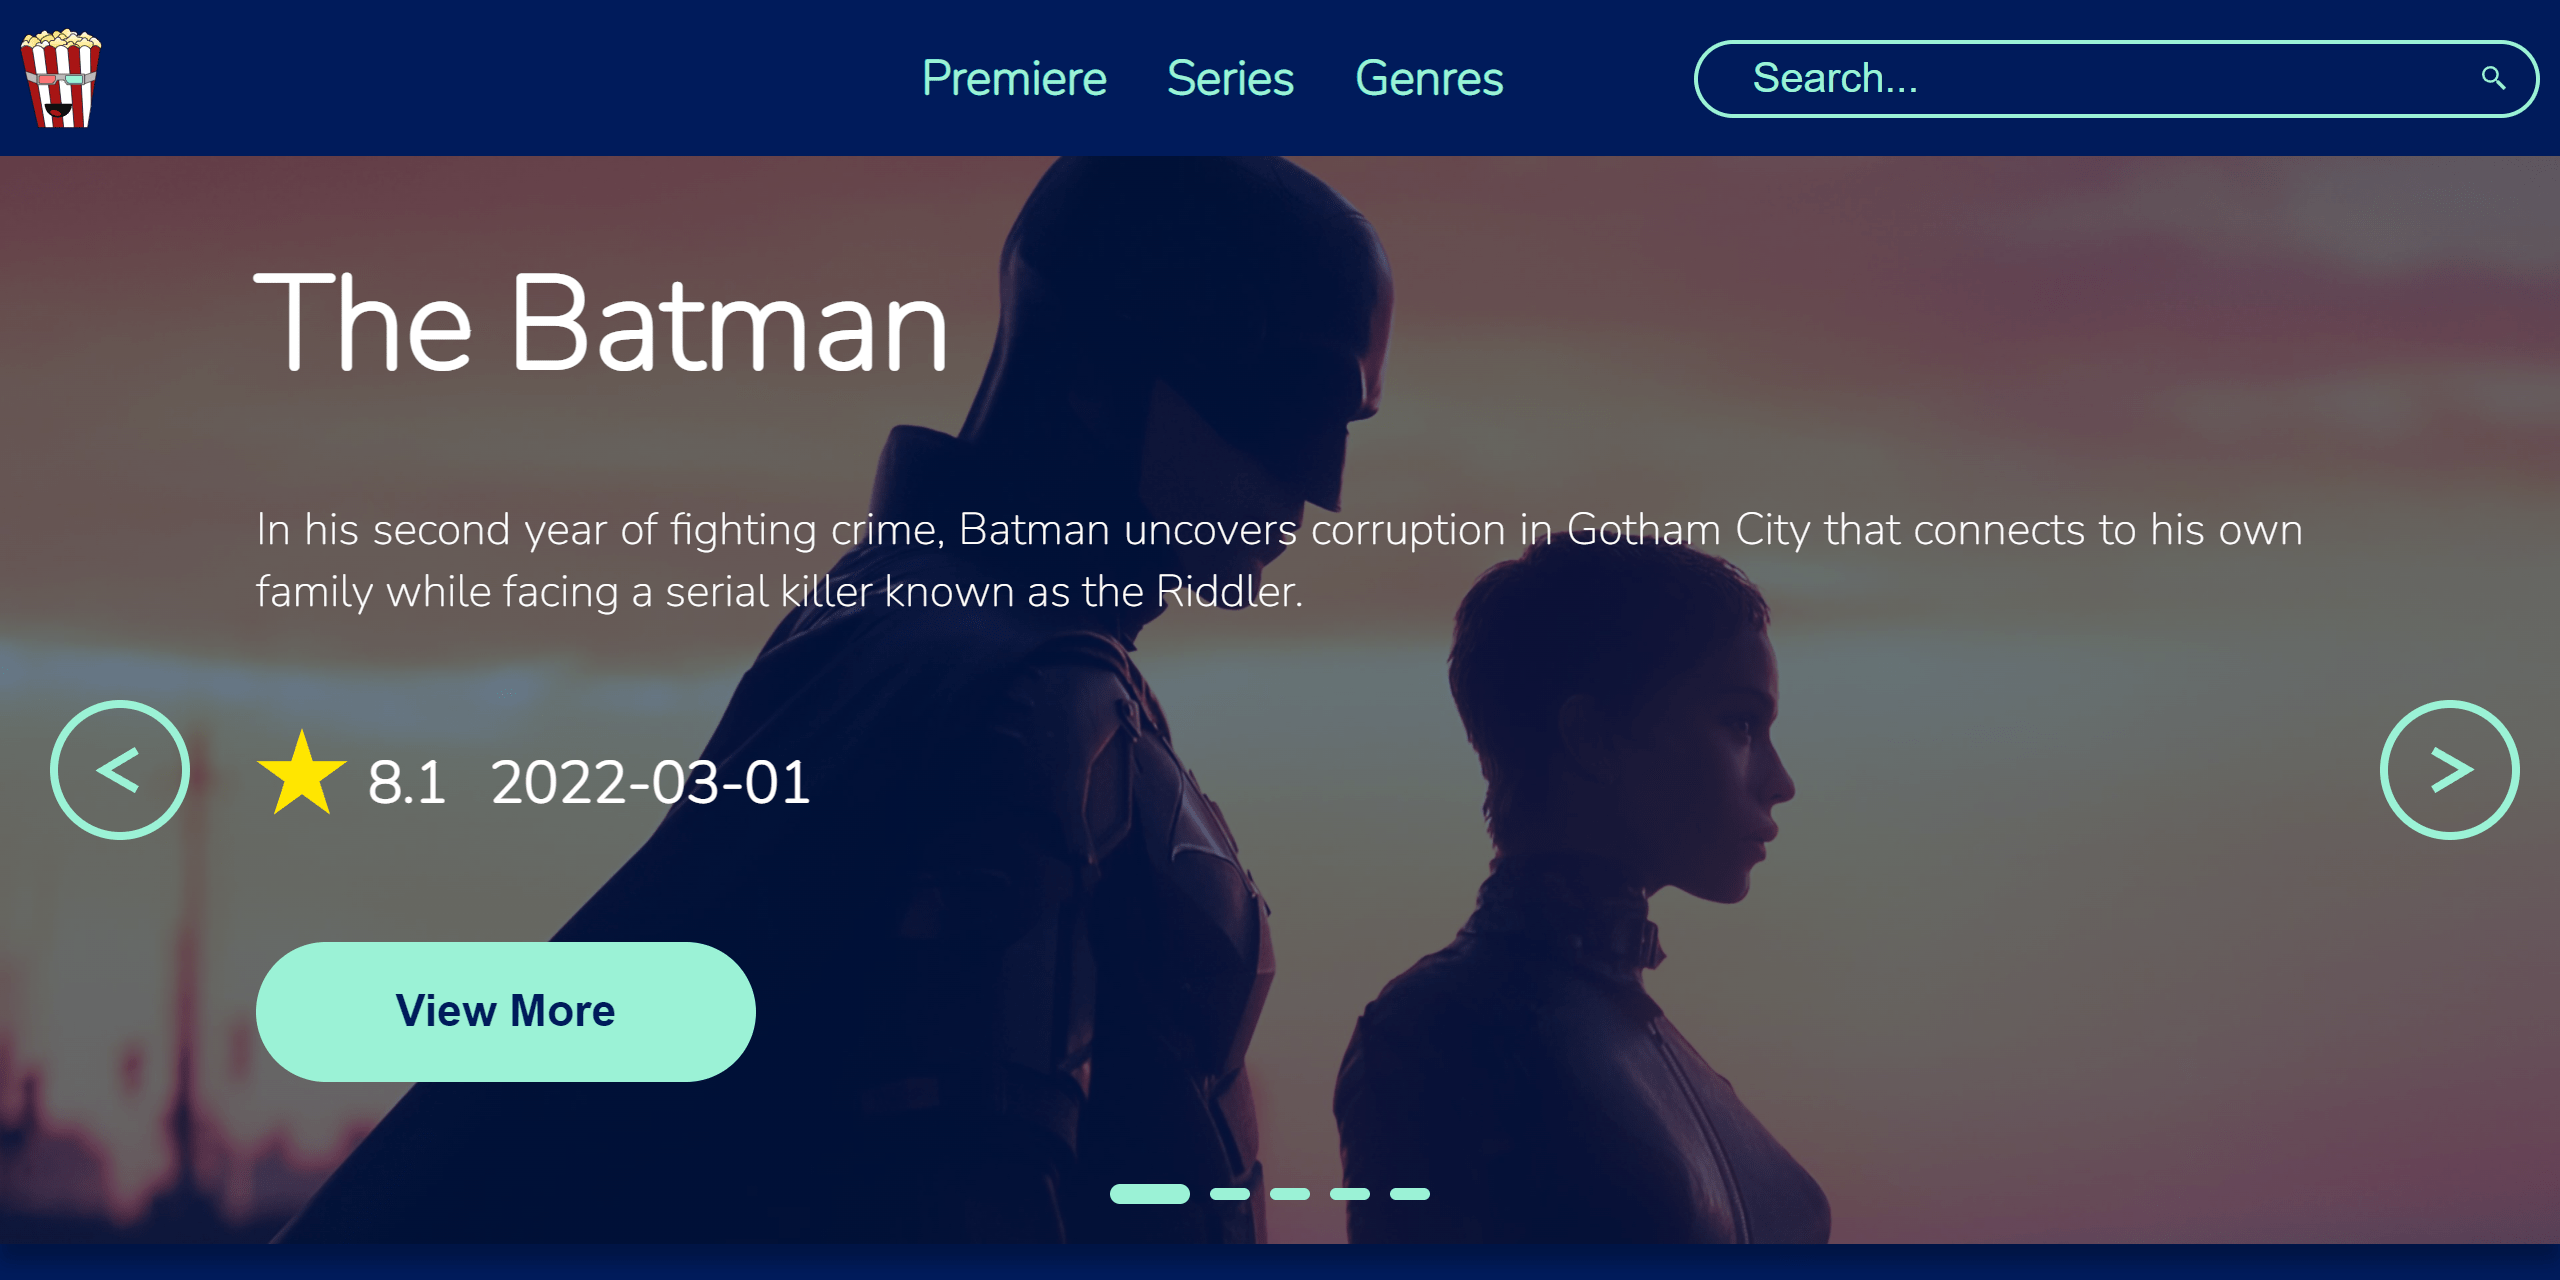 Premiere Series Genres Search...
The Batman
In his second year of fighting crime, Batman uncovers corruption in Gotham City that connects to his own
family while facing a serial killer known as the Riddler.
< 8.1 2022-03-01 >
View More